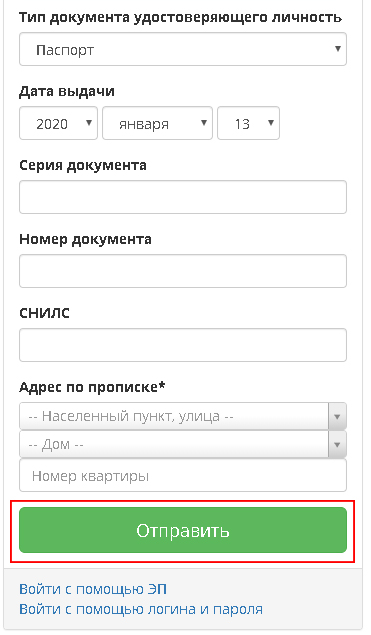 Тип документа удостоверяющего личность
Паспорт
Дата выдачи
2020 января 13
Серия документа
Номер документа
СНИЛС
Адрес по прописке*
-- Населенный пункт, улица --
-- Дом --
Номер квартиры
Отправить
Войти с помощью ЭП
Войти с помощью логина и пароля